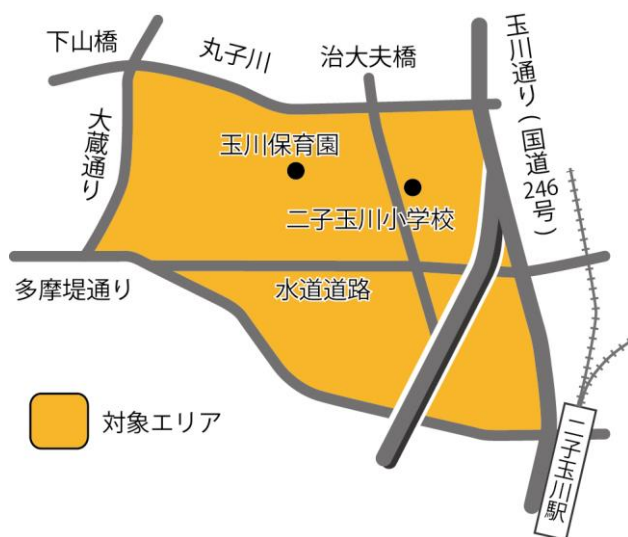 下山橋
丸子川
治大夫橋
玉川通り(国道246号)
大蔵通り
玉川保育園
二子玉川小学校
多摩堤通り
水道道路
対象エリア
二子玉川駅